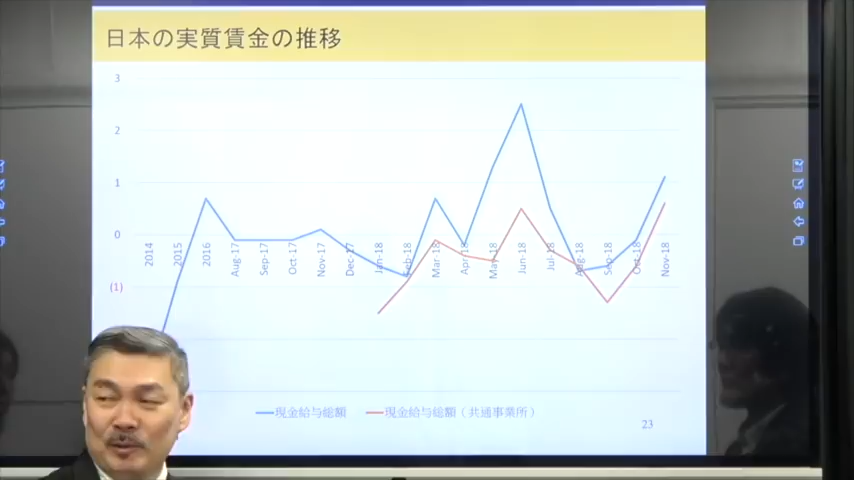 日本の実質賃金の推移
3
2
1
0
(1)
2014
2015
2016
Aug-17
Sep-17
Oct-17
Nov-17
Dec-17
Jan-18
Feb-18
Mar-18
Apr-18
May-18
Jun-18
Jul-18
Aug-18
Sep-18
Oct-18
Nov-18
現金給与総額 現金給与総額（共通事業所）
23